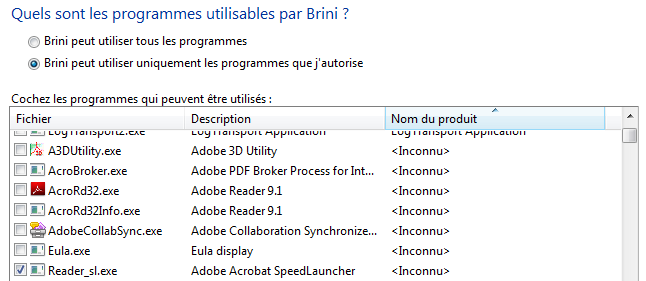 Quels sont les programmes utilisables par Brini ?
Brini peut utiliser tous les programmes
Brini peut utiliser uniquement les programmes que j'autorise
Cochez les programmes qui peuvent être utilisés :
Fichier Description Nom du produit
LogTransport2.exe LogTransport Application LogTransport Application
A3DUtility.exe Adobe 3D Utility <Inconnu>
AcroBroker.exe Adobe PDF Broker Process for Int... <Inconnu>
AcroRd32.exe Adobe Reader 9.1 <Inconnu>
AcroRd32Info.exe Adobe Reader 9.1 <Inconnu>
AdobeCollabSync.exe Adobe Collaboration Synchronize... <Inconnu>
Eula.exe Eula display <Inconnu>
Reader_sl.exe Adobe Acrobat SpeedLauncher <Inconnu>